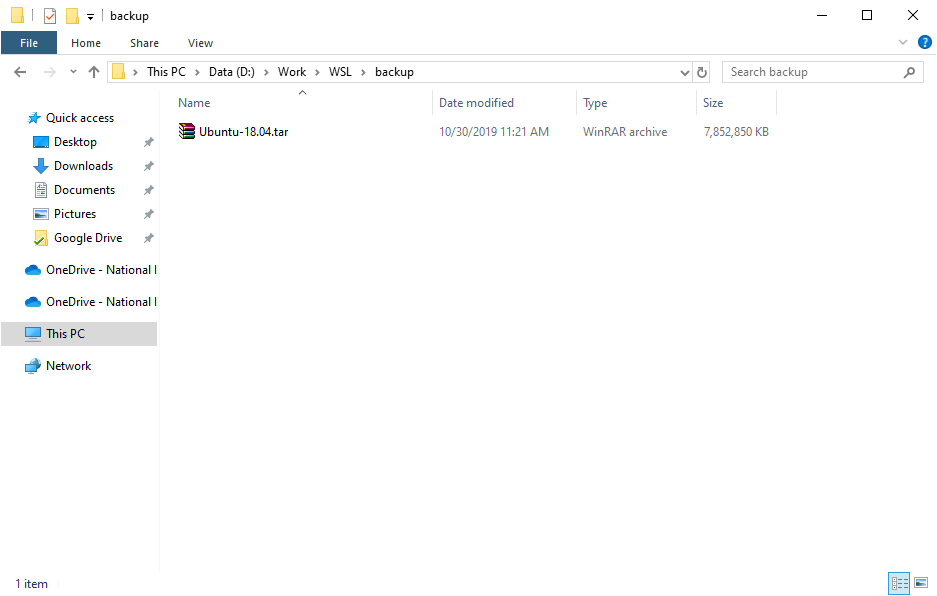 backup
File Home Share View
This PC > Data (D:) > Work > WSL > backup
Search backup
Name Date modified Type Size
Ubuntu-18.04.tar 10/30/2019 11:21 AM WinRAR archive 7,852,850 KB
Quick access
Desktop
Downloads
Documents
Pictures
Google Drive
OneDrive - National
OneDrive - National
This PC
Network
1 item